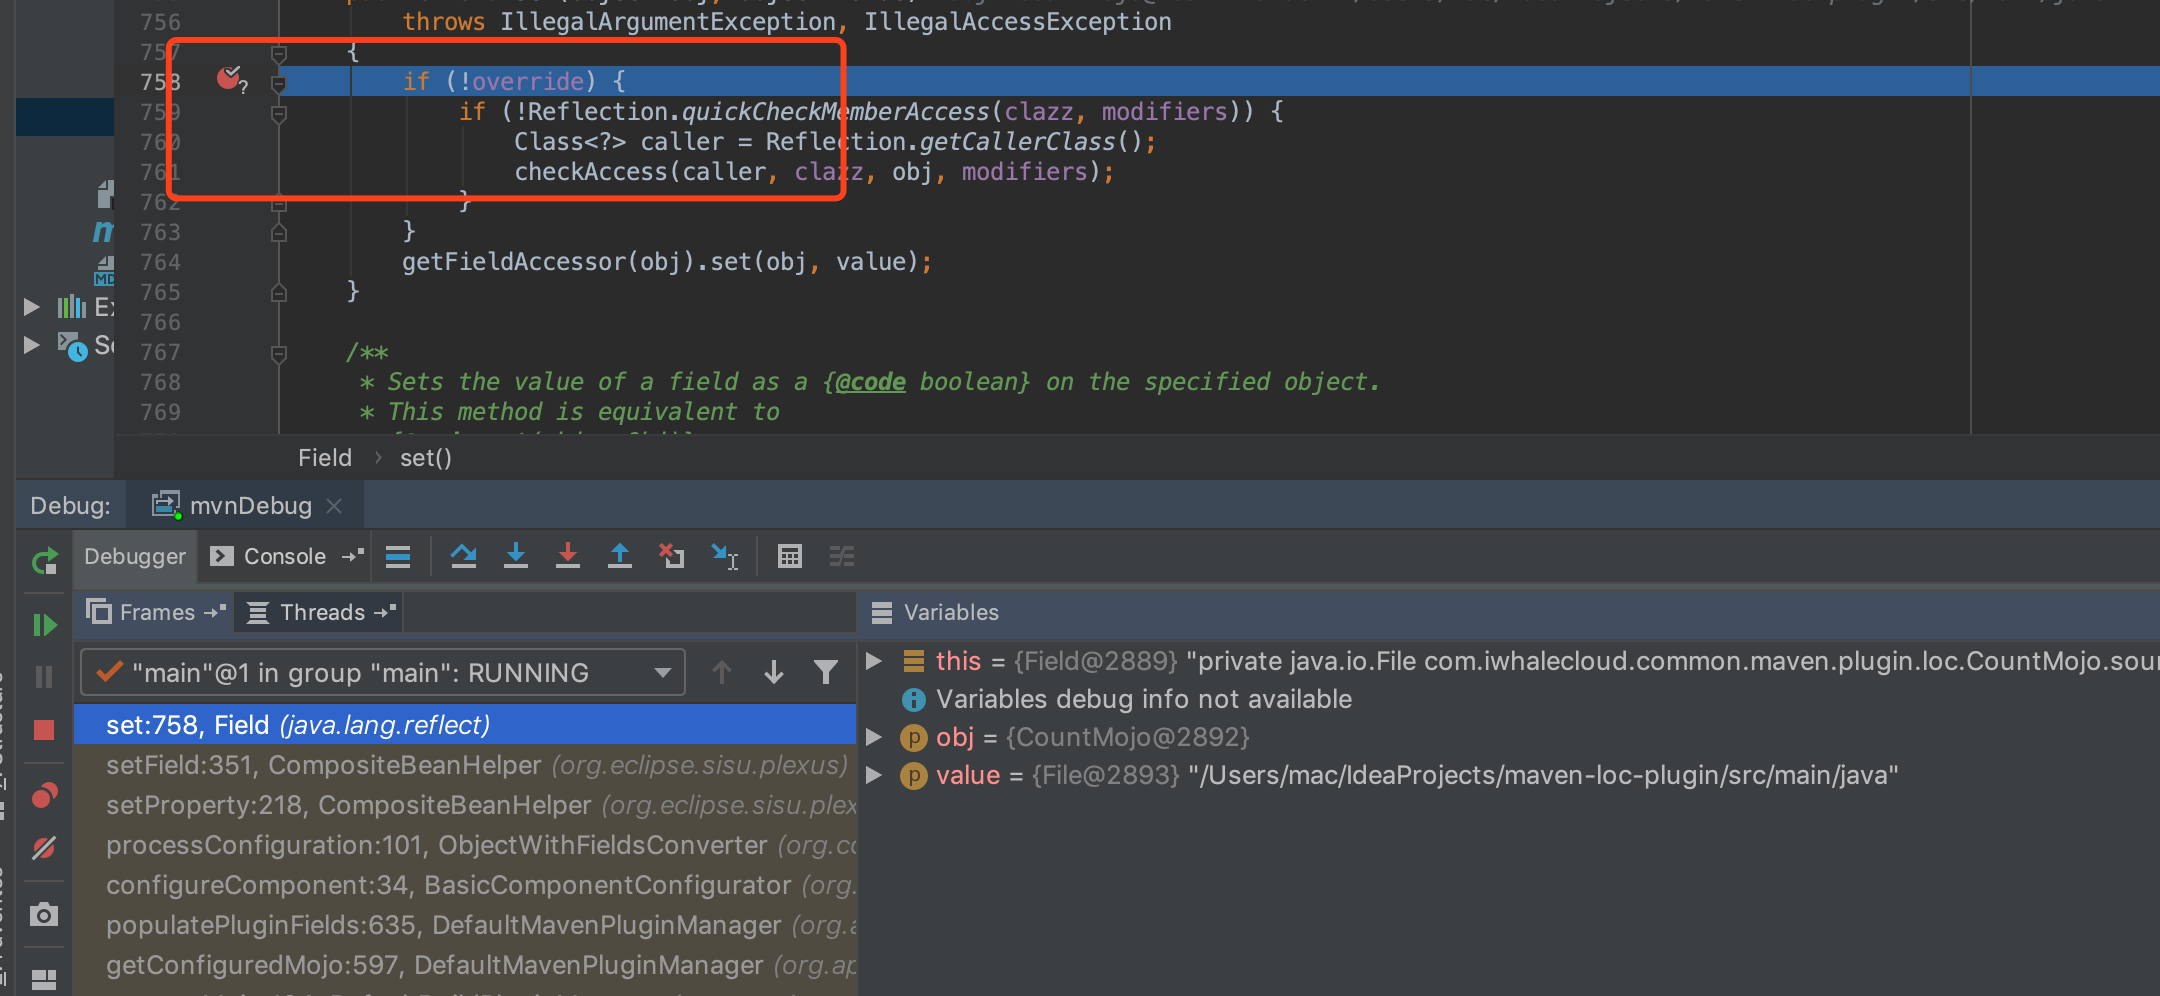 756 throws IllegalArgumentException, IllegalAccessException
757 {
758 if (!override) {
759 if (!Reflection.quickCheckMemberAccess(clazz, modifiers)) {
760 Class<?> caller = Reflection.getCallerClass();
761 checkAccess(caller, clazz, obj, modifiers);
762 }
763 }
764 getFieldAccessor(obj).set(obj, value);
765 }
766
767 /**
768 * Sets the value of a field as a {@code boolean} on the specified object.
769 * This method is equivalent to
Field › set()
Debug: mvnDebug
Debugger Console
Frames Threads
Variables
"main"@1 in group "main": RUNNING
set:758, Field (java.lang.reflect)
setField:351, CompositeBeanHelper (org.eclipse.sisu.plexus)
setProperty:218, CompositeBeanHelper (org.eclipse.sisu.plex
processConfiguration:101, ObjectWithFieldsConverter (org.co
configureComponent:34, BasicComponentConfigurator (org.
populatePluginFields:635, DefaultMavenPluginManager (org.a
getConfiguredMojo:597, DefaultMavenPluginManager (org.ap
this = {Field@2889} "private java.io.File com.iwhalecloud.common.maven.plugin.loc.CountMojo.sou
Variables debug info not available
obj = {CountMojo@2892}
value = {File@2893} "/Users/mac/IdeaProjects/maven-loc-plugin/src/main/java"